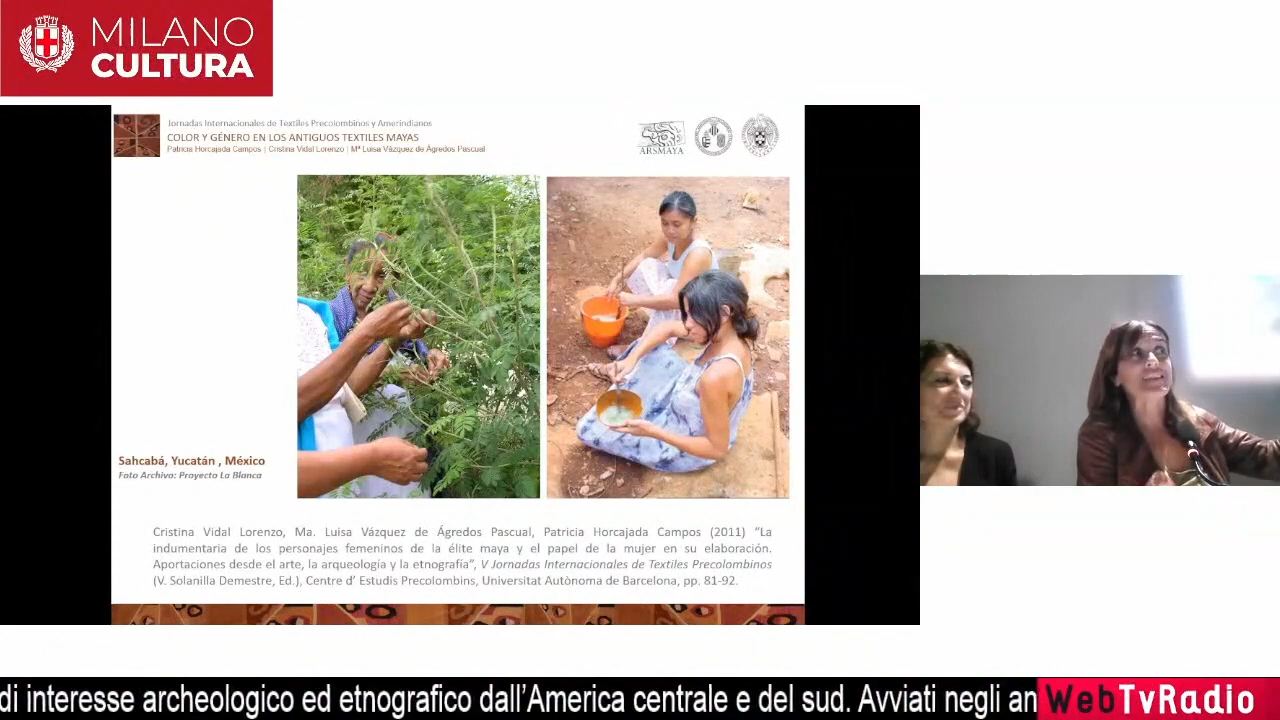 MILANO
CULTURA
Jornadas Internacionales de Textiles Precolombinos y Amerindianos
COLOR Y GÉNERO EN LOS ANTIGUOS TEXTILES MAYAS
Patricia Horcajada Campos | Cristina Vidal Lorenzo | Mª Luisa Vázquez de Ágredos Pascual
ARSMAYA
Sahcabá, Yucatán , México
Foto Archivo: Proyecto La Blanca
Cristina Vidal Lorenzo, Ma. Luisa Vázquez de Ágredos Pascual, Patricia Horcajada Campos (2011) “La
indumentaria de los personajes femeninos de la élite maya y el papel de la mujer en su elaboración.
Aportaciones desde el arte, la arqueología y la etnografía”, V Jornadas Internacionales de Textiles Precolombinos
(V. Solanilla Demestre, Ed.), Centre d’ Estudis Precolombins, Universitat Autònoma de Barcelona, pp. 81-92.
di interesse archeologico ed etnografico dall’America centrale e del sud. Avviati negli an
WebTvRadio